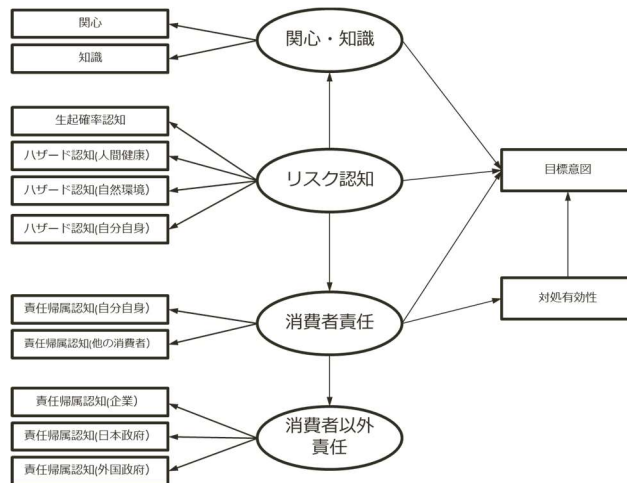 関心
知識
関心・知識
生起確率認知
ハザード認知(人間健康)
ハザード認知(自然環境)
ハザード認知(自分自身)
リスク認知
目標意図
責任帰属認知(自分自身)
責任帰属認知(他の消費者)
消費者責任
対処有効性
責任帰属認知(企業)
責任帰属認知(日本政府)
責任帰属認知(外国政府)
消費者以外
責任